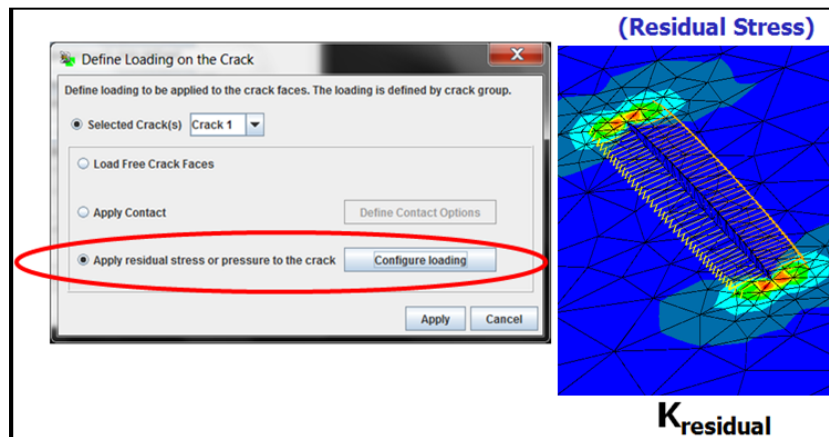 (Residual Stress)
Define Loading on the Crack
Define loading to be applied to the crack faces. The loading is defined by crack group.
Selected Crack(s) Crack 1
Load Free Crack Faces
Apply Contact Define Contact Options
Apply residual stress or pressure to the crack Configure loading
Apply Cancel
Kresidual